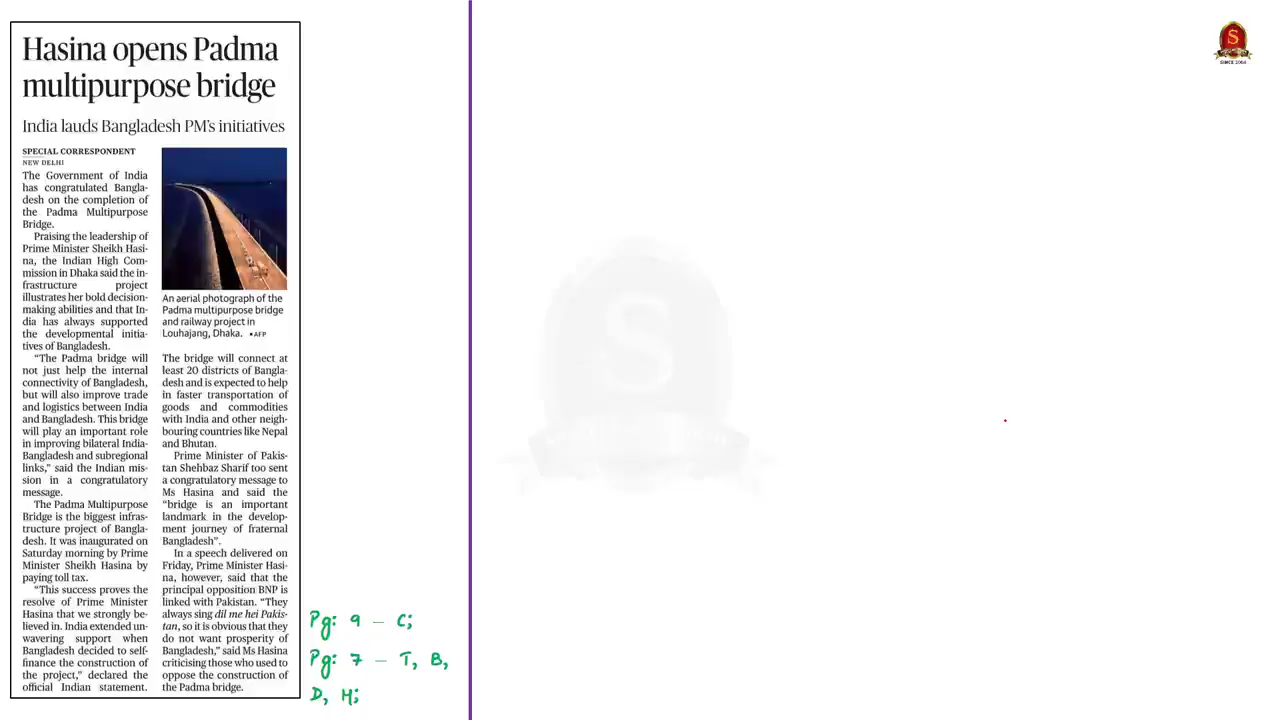 Hasina opens Padma
multipurpose bridge
India lauds Bangladesh PM's initiatives
SPECIAL CORRESPONDENT
NEW DELHI
The Government of India
has congratulated Bangla-
desh on the completion of
the Padma Multipurpose
Bridge.
Praising the leadership of
Prime Minister Sheikh Hasi-
na, the Indian High Com-
mission in Dhaka said the in-
frastructure project
illustrates her bold decision-
making abilities and that In-
dia has always supported
the developmental initia-
tives of Bangladesh.
“The Padma bridge will
not just help the internal
connectivity of Bangladesh,
but will also improve trade
and logistics between India
and Bangladesh. This bridge
will play an important role
in improving bilateral India-
Bangladesh and subregional
links,” said the Indian mis-
sion in a congratulatory
message.
The Padma Multipurpose
Bridge is the biggest infras-
tructure project of Bangla-
desh. It was inaugurated on
Saturday morning by Prime
Minister Sheikh Hasina by
paying toll tax.
“This success proves the
resolve of Prime Minister
Hasina that we strongly be-
lieved in. India extended un-
wavering support when
Bangladesh decided to self-
finance the construction of
the project,” declared the
official Indian statement.
An aerial photograph of the
Padma multipurpose bridge
and railway project in
Louhajang, Dhaka. ▪AFP
The bridge will connect at
least 20 districts of Bangla-
desh and is expected to help
in faster transportation of
goods and commodities
with India and other neigh-
bouring countries like Nepal
and Bhutan.
Prime Minister of Pakis-
tan Shehbaz Sharif too sent
a congratulatory message to
Ms Hasina and said the
“bridge is an important
landmark in the develop-
ment journey of fraternal
Bangladesh”.
In a speech delivered on
Friday, Prime Minister Hasi-
na, however, said that the
principal opposition BNP is
linked with Pakistan. “They
always sing dil me hei Pakis-
tan, so it is obvious that they
do not want prosperity of
Bangladesh,” said Ms Hasina
criticising those who used to
oppose the construction of
the Padma bridge.
Pg: 9 – C;
Pg: 7 – T, B,
D, H;
S
SINCE 2004
S